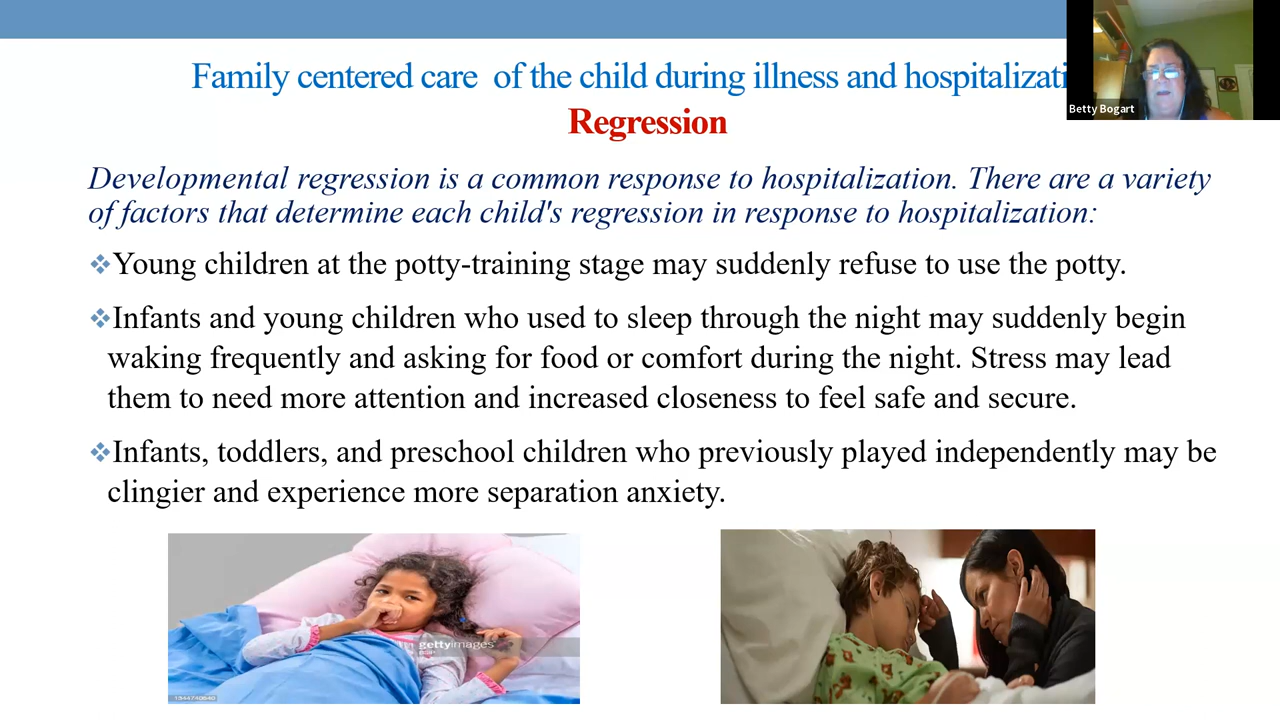 Family centered care of the child during illness and hospitalizati
Betty Bogart
Regression
Developmental regression is a common response to hospitalization. There are a variety
of factors that determine each child's regression in response to hospitalization:
❖Young children at the potty-training stage may suddenly refuse to use the potty.
❖Infants and young children who used to sleep through the night may suddenly begin
waking frequently and asking for food or comfort during the night. Stress may lead
them to need more attention and increased closeness to feel safe and secure.
❖Infants, toddlers, and preschool children who previously played independently may be
clingier and experience more separation anxiety.
gettyimages